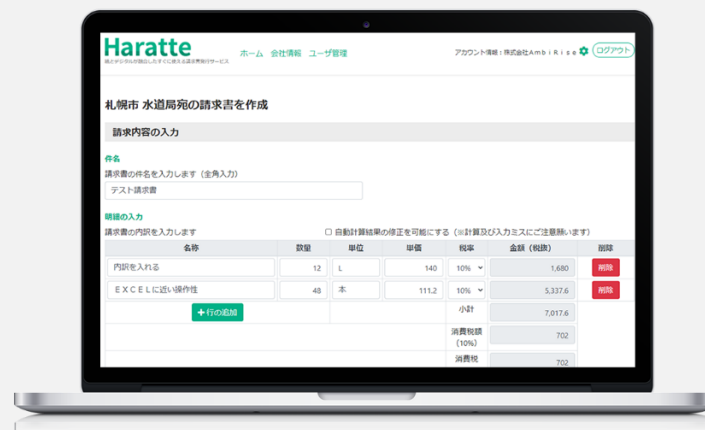 Haratte
紙とデジタルが融合したすぐに使える請求書発行サービス
ホーム 会社情報 ユーザ管理
アカウント情報：株式会社ＡｍｂｉＲｉｓｅ ログアウト
札幌市 水道局宛の請求書を作成
請求内容の入力
件名
請求書の件名を入力します（全角入力）
テスト請求書
明細の入力
請求書の内訳を入力します
自動計算結果の修正を可能にする（※計算及び入力ミスにご注意願います）
名称 数量 単位 単価 税率 金額（税抜） 削除
内訳を入れる 12 L 140 10% 1,680 削除
ＥＸＣＥＬに近い操作性 48 本 111.2 10% 5,337.6 削除
+行の追加 小計 7,017.6
消費税額 702
（10%）
消費税 702